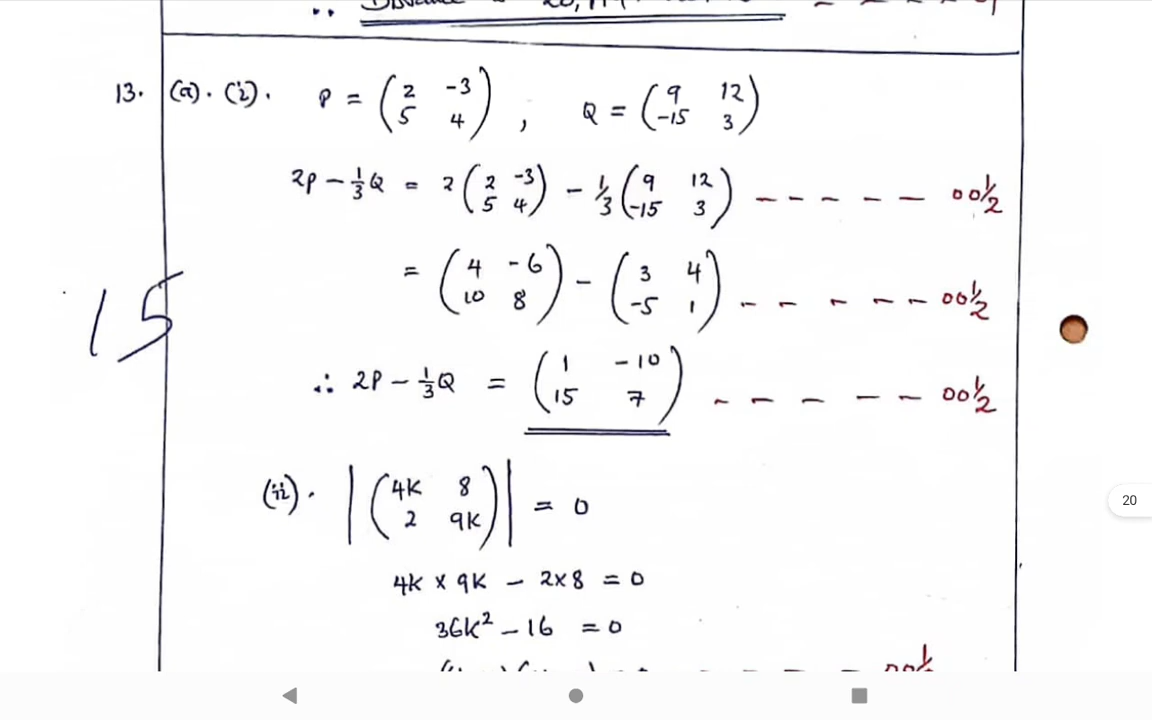 13. (a). (i). P = (2 -3
5 4), Q = (9 12
-15 3)
2P - 1/3 Q = 2 (2 -3
5 4) - 1/3 (9 12
-15 3) - - - - - 00½
= (4 -6
10 8) - (3 4
-5 1) - - - - - 00½
15
∴ 2P - 1/3 Q = (1 -10
15 7) - - - - - 00½
(ii). |(4K 8
2 9K)| = 0
20
4K × 9K - 2×8 = 0
36K² - 16 = 0